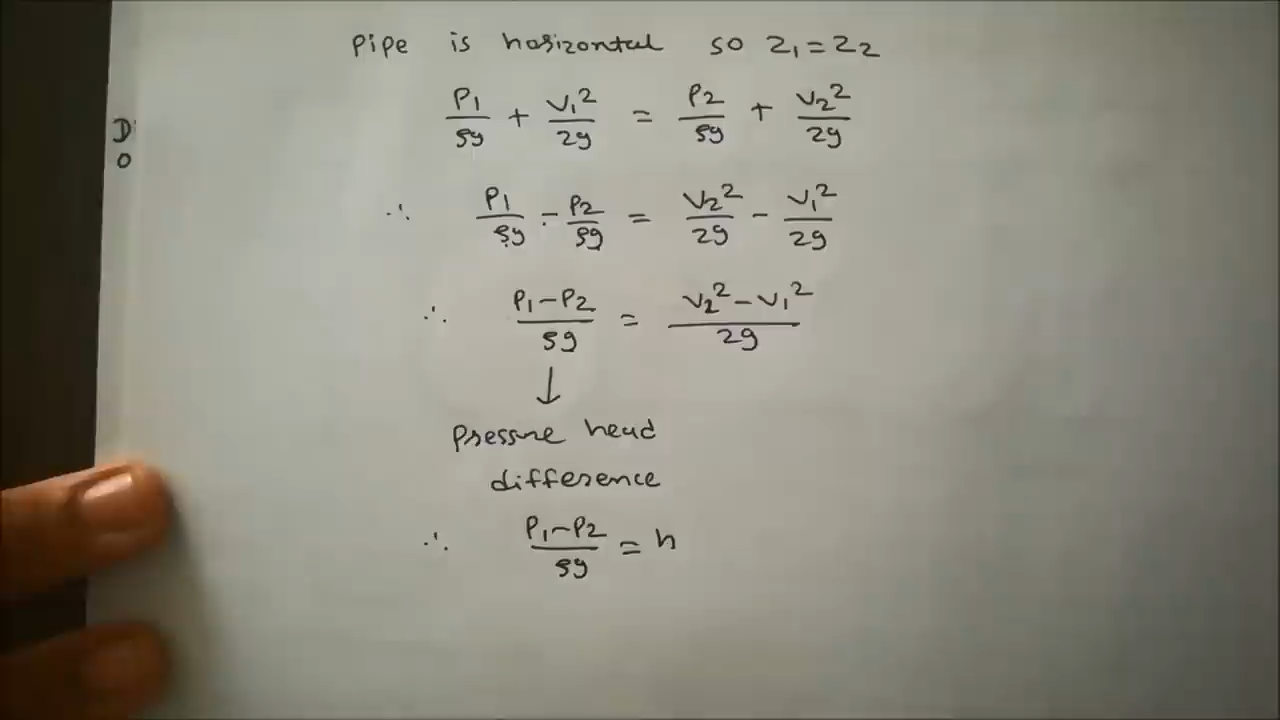 Pipe is horizontal so z₁=z₂
P₁/ρg + v₁²/2g = P₂/ρg + v₂²/2g
D
∴ P₁/ρg - P₂/ρg = v₂²/2g - v₁²/2g
∴ P₁-P₂/ρg = v₂²-v₁²/2g
↓
Pressure head
difference
∴ P₁-P₂/ρg = h